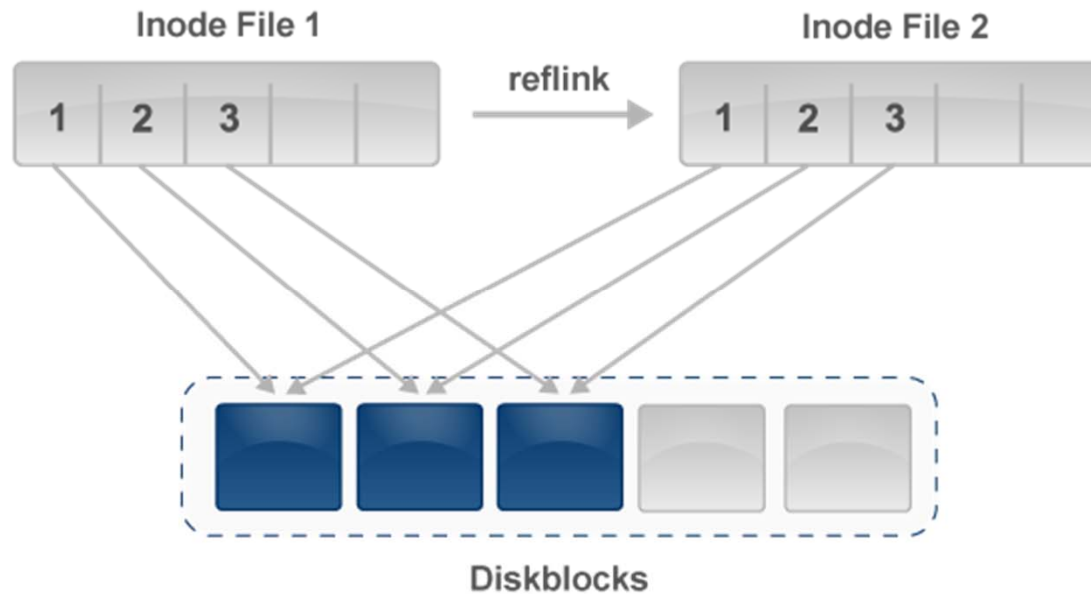 Inode File 1
Inode File 2
reflink
1 2 3
1 2 3
Diskblocks